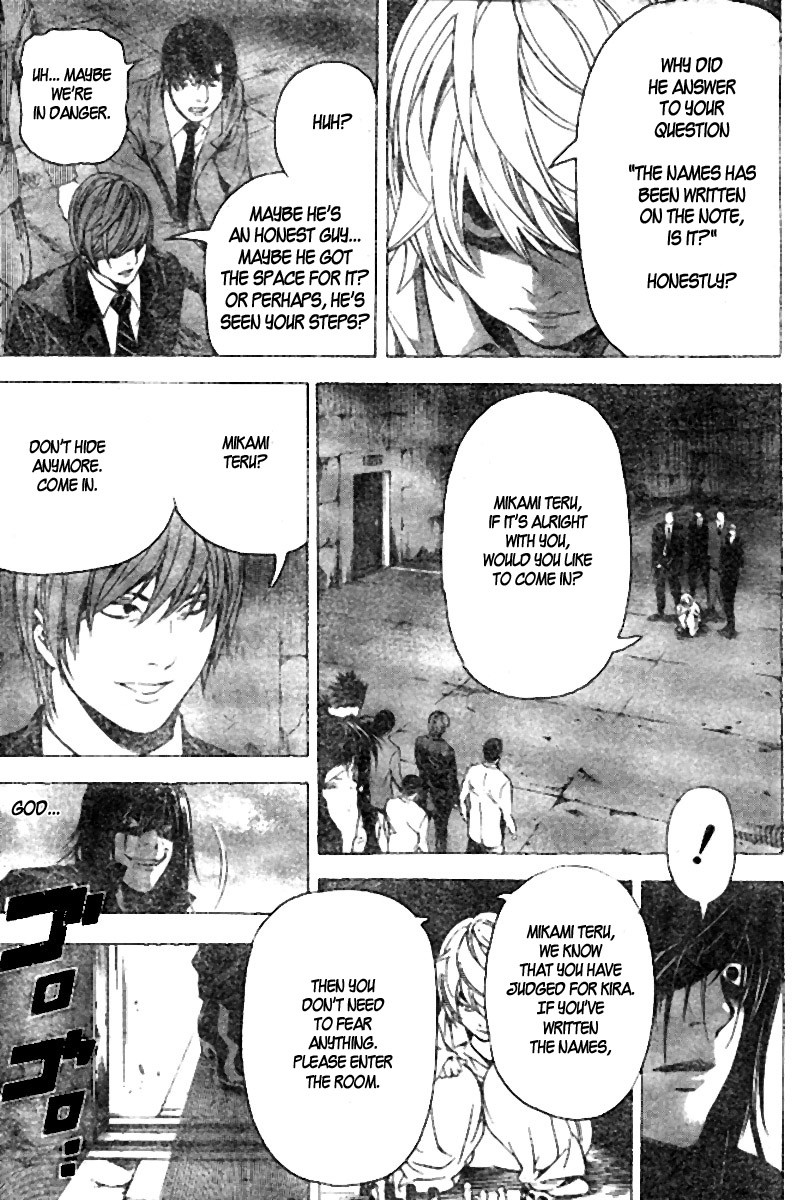 WHY DID
HE ANSWER
TO YOUR
QUESTION
"THE NAMES HAS
BEEN WRITTEN
ON THE NOTE,
IS IT?"
HONESTLY?
HUH?
MAYBE HE'S
AN HONEST GUY...
MAYBE HE GOT
THE SPACE FOR IT?
OR PERHAPS, HE'S
SEEN YOUR STEPS?
UH... MAYBE
WE'RE
IN DANGER.
MIKAMI TERU,
IF IT'S ALRIGHT
WITH YOU,
WOULD YOU LIKE
TO COME IN?
MIKAMI
TERU?
DON'T HIDE
ANYMORE.
COME IN.
!
MIKAMI TERU,
WE KNOW
THAT YOU HAVE
JUDGED FOR KIRA.
IF YOU'VE
WRITTEN
THE NAMES,
THEN YOU
DON'T NEED
TO FEAR
ANYTHING.
PLEASE ENTER
THE ROOM.
GOD...
ゴロゴロ...